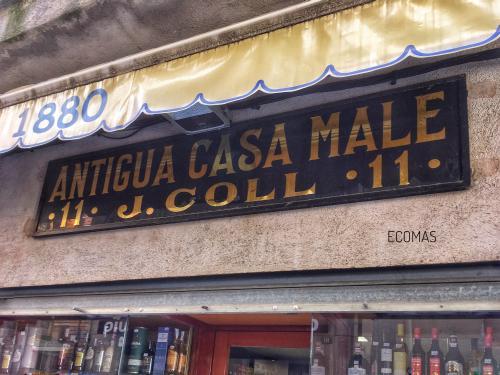 1880
ANTIGUA CASA MALE
·11· J. COLL ·11·
ECOMAS